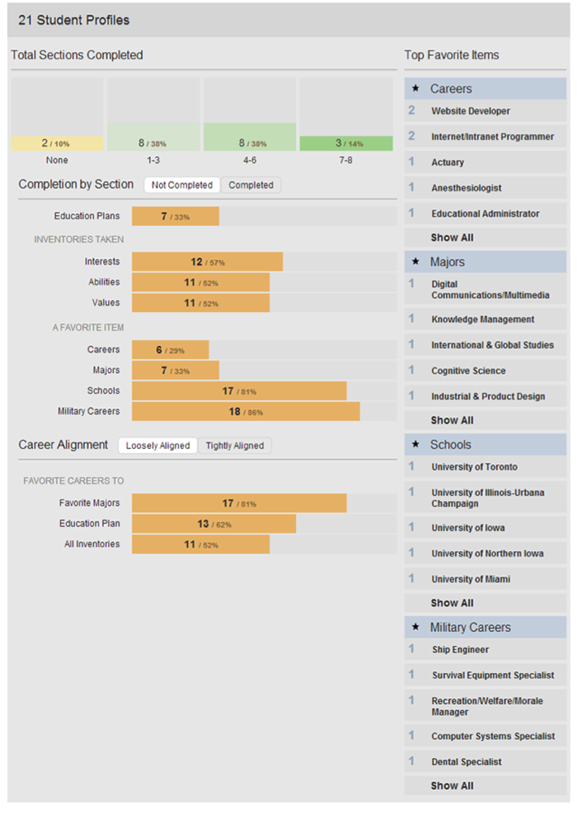 21 Student Profiles
Total Sections Completed
2 / 10%
8 / 38%
8 / 38%
3 / 14%
None
1-3
4-6
7-8
Completion by Section
Not Completed
Completed
Education Plans
7 / 33%
INVENTORIES TAKEN
Interests
12 / 57%
Abilities
11 / 52%
Values
11 / 52%
A FAVORITE ITEM
Careers
6 / 29%
Majors
7 / 33%
Schools
17 / 81%
Military Careers
18 / 86%
Career Alignment
Loosely Aligned
Tightly Aligned
FAVORITE CAREERS TO
Favorite Majors
17 / 81%
Education Plan
13 / 62%
All Inventories
11 / 52%
Top Favorite Items
★ Careers
2 Website Developer
2 Internet/Intranet Programmer
1 Actuary
1 Anesthesiologist
1 Educational Administrator
Show All
★ Majors
1 Digital
Communications/Multimedia
1 Knowledge Management
1 International & Global Studies
1 Cognitive Science
1 Industrial & Product Design
Show All
★ Schools
1 University of Toronto
1 University of Illinois-Urbana
Champaign
1 University of Iowa
1 University of Northern Iowa
1 University of Miami
Show All
★ Military Careers
1 Ship Engineer
1 Survival Equipment Specialist
1 Recreation/Welfare/Morale
Manager
1 Computer Systems Specialist
1 Dental Specialist
Show All